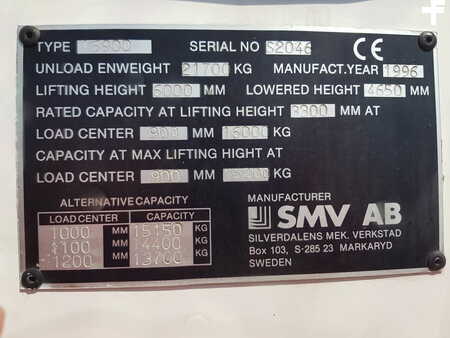 TYPE
SERIAL NO 52046 CE
UNLOAD ENWEIGHT 21700 KG MANUFACT.YEAR 1996
LIFTING HEIGHT 5000 MM LOWERED HEIGHT 4650 MM
RATED CAPACITY AT LIFTING HEIGHT 3300 MM AT
LOAD CENTER 900 MM 16000 KG
CAPACITY AT MAX LIFTING HIGHT AT
LOAD CENTER 900 MM KG
ALTERNATIVE CAPACITY
LOAD CENTER CAPACITY
1000 MM 15150 KG
1100 MM 4400 KG
1200 MM 13700 KG
MANUFACTURER
SMV AB
SILVERDALENS MEK. VERKSTAD
Box 103, S-285 23 MARKARYD
SWEDEN